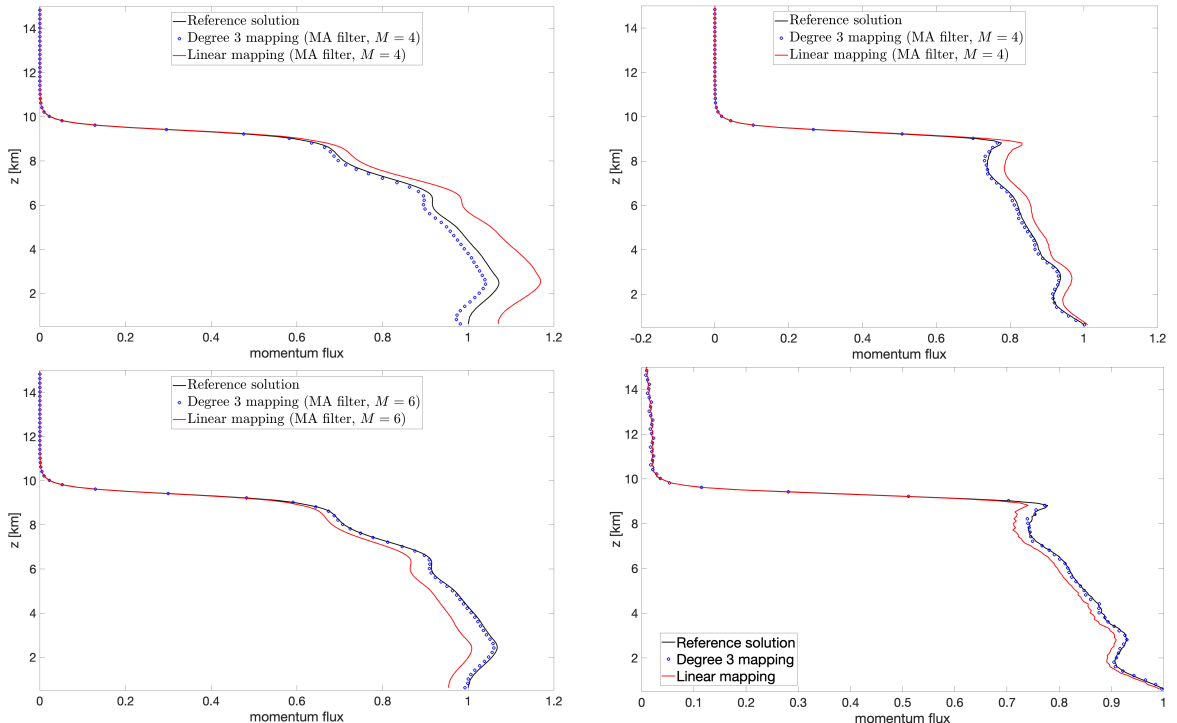 Reference solution
Degree 3 mapping (MA filter, M = 4)
Linear mapping (MA filter, M = 4)
14
12
10
8
6
4
2
z [km]
0 0.2 0.4 0.6 0.8 1 1.2
momentum flux
Reference solution
Degree 3 mapping (MA filter, M = 4)
Linear mapping (MA filter, M = 4)
14
12
10
8
6
4
2
z [km]
-0.2 0 0.2 0.4 0.6 0.8 1 1.2
momentum flux
Reference solution
Degree 3 mapping (MA filter, M = 6)
Linear mapping (MA filter, M = 6)
14
12
10
8
6
4
2
z [km]
0 0.2 0.4 0.6 0.8 1 1.2
momentum flux
14
12
10
8
6
4
2
z [km]
Reference solution
Degree 3 mapping
Linear mapping
0 0.1 0.2 0.3 0.4 0.5 0.6 0.7 0.8 0.9 1
momentum flux